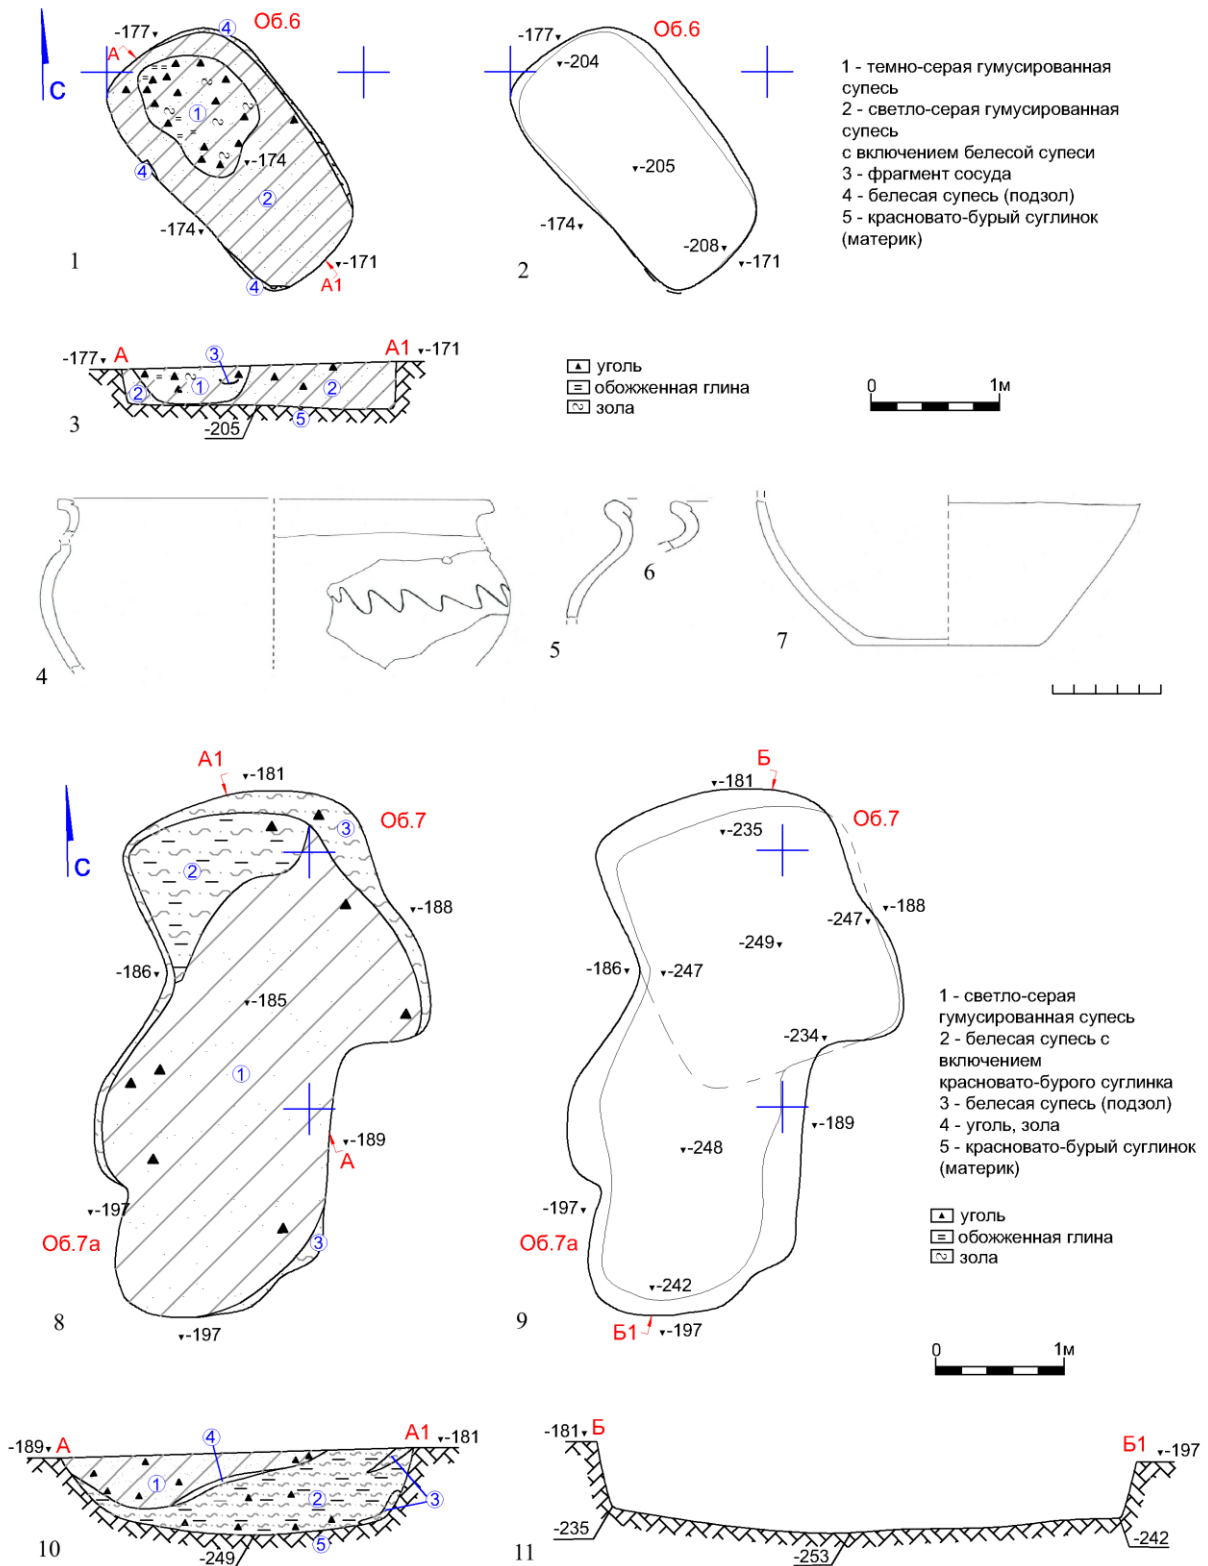 -177
4
Об.6
А
С
1
-174
4
2
-174
-171
4
А1
1
-177
Об.6
-204
-205
-174
-208
-171
2
1 - темно-серая гумусированная
супесь
2 - светло-серая гумусированная
супесь
с включением белесой супеси
3 - фрагмент сосуда
4 - белесая супесь (подзол)
5 - красновато-бурый суглинок
(материк)
-177
А
3
А1
-171
2
1
2
5
-205
3
уголь
обожженная глина
зола
0
1м
4
5
6
7
А1
-181
Об.7
3
С
2
-188
-186
-185
1
-189
А
-197
Об.7а
3
8
-197
Б
-181
Об.7
-235
-247
-188
-249
-186
-247
-234
-189
-248
-197
Об.7а
-242
9
Б1
-197
1 - светло-серая
гумусированная супесь
2 - белесая супесь с
включением
красновато-бурого суглинка
3 - белесая супесь (подзол)
4 - уголь, зола
5 - красновато-бурый суглинок
(материк)
уголь
обожженная глина
зола
0
1м
-189
А
4
А1
-181
1
2
3
5
-249
10
-181
Б
Б1
-197
-235
-253
-242
11